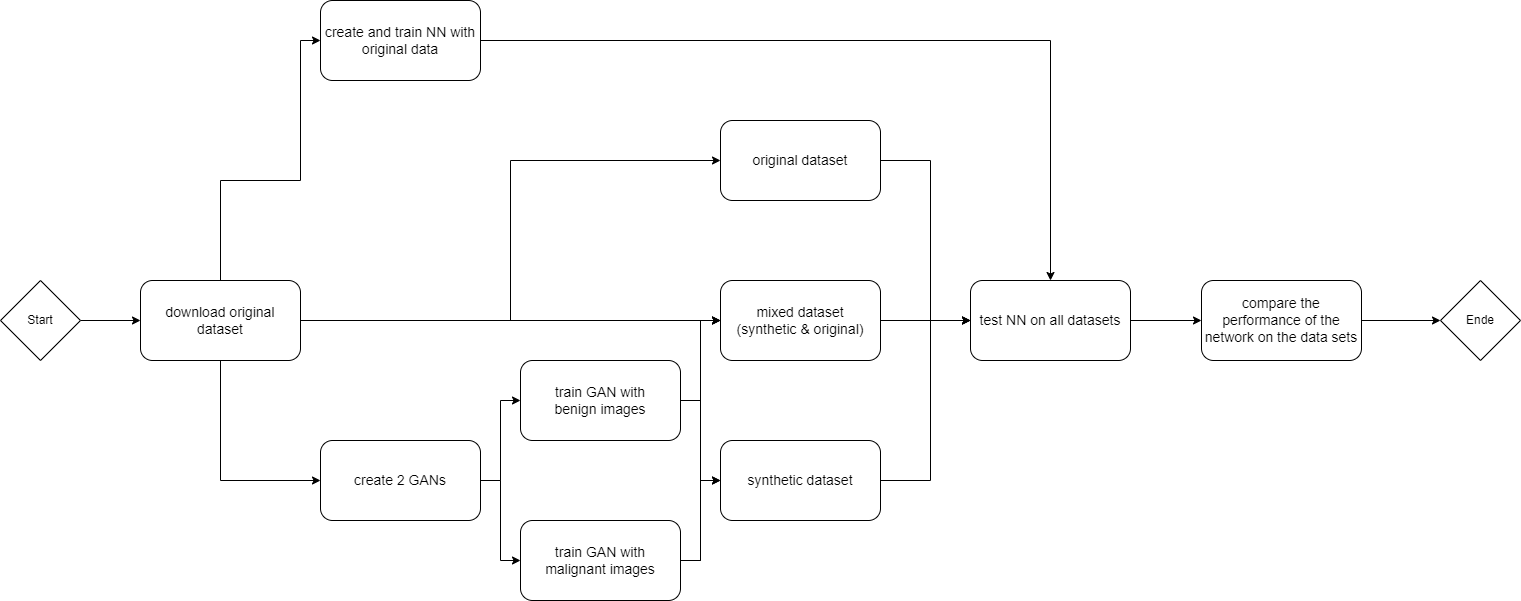 create and train NN with
original data
original dataset
Start
download original
dataset
mixed dataset
(synthetic & original)
test NN on all datasets
compare the
performance of the
network on the data sets
Ende
train GAN with
benign images
create 2 GANs
synthetic dataset
train GAN with
malignant images